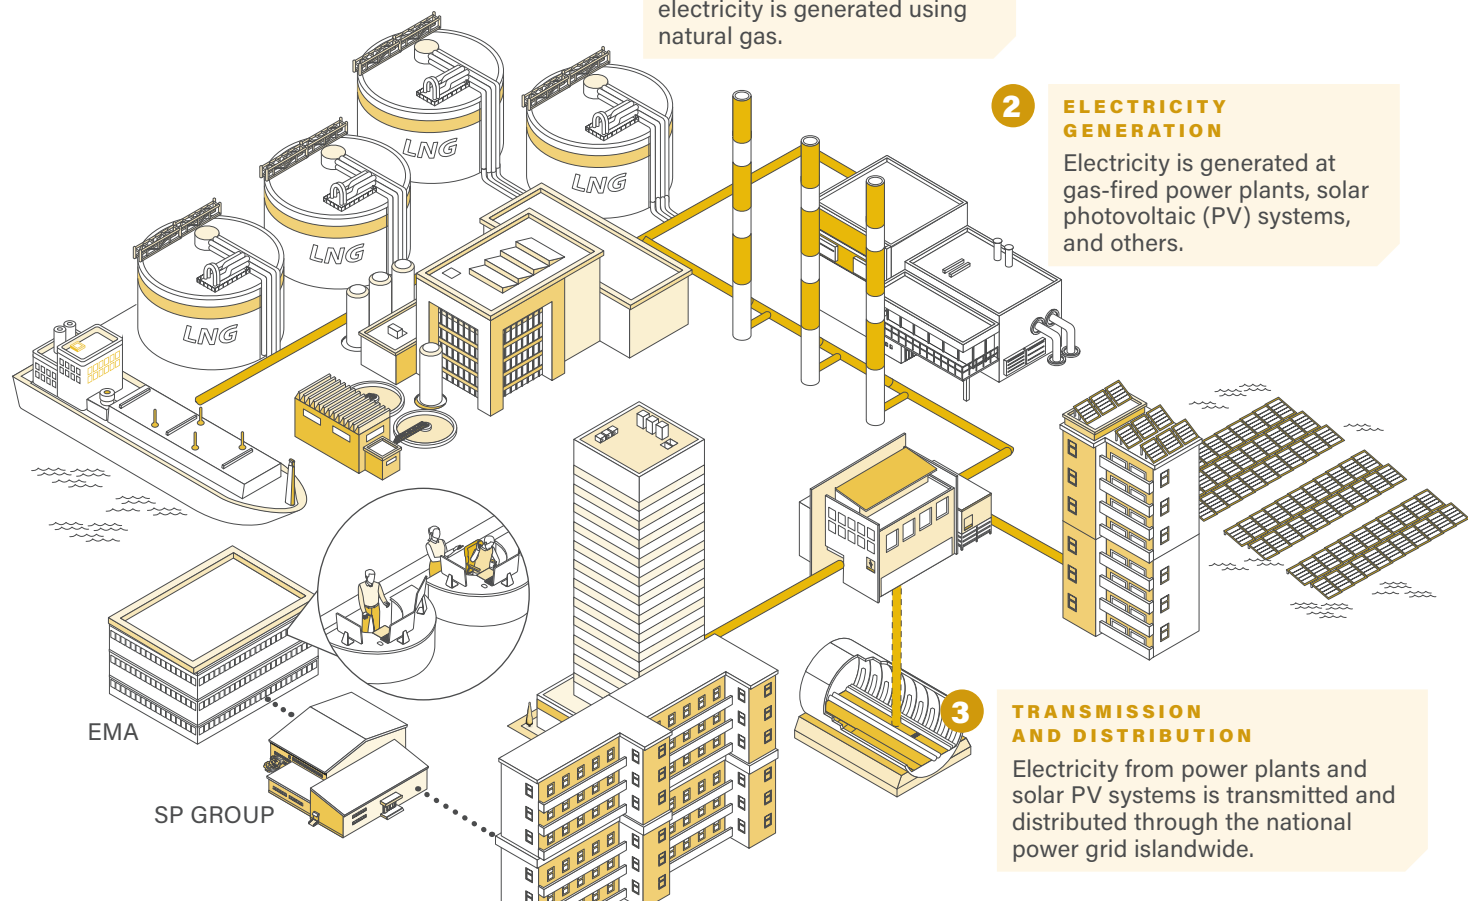 electricity is generated using
natural gas.
2
ELECTRICITY
GENERATION
Electricity is generated at
gas-fired power plants, solar
photovoltaic (PV) systems,
and others.
LNG
LNG
LNG
LNG
EMA
SP GROUP
3
TRANSMISSION
AND DISTRIBUTION
Electricity from power plants and
solar PV systems is transmitted and
distributed through the national
power grid islandwide.